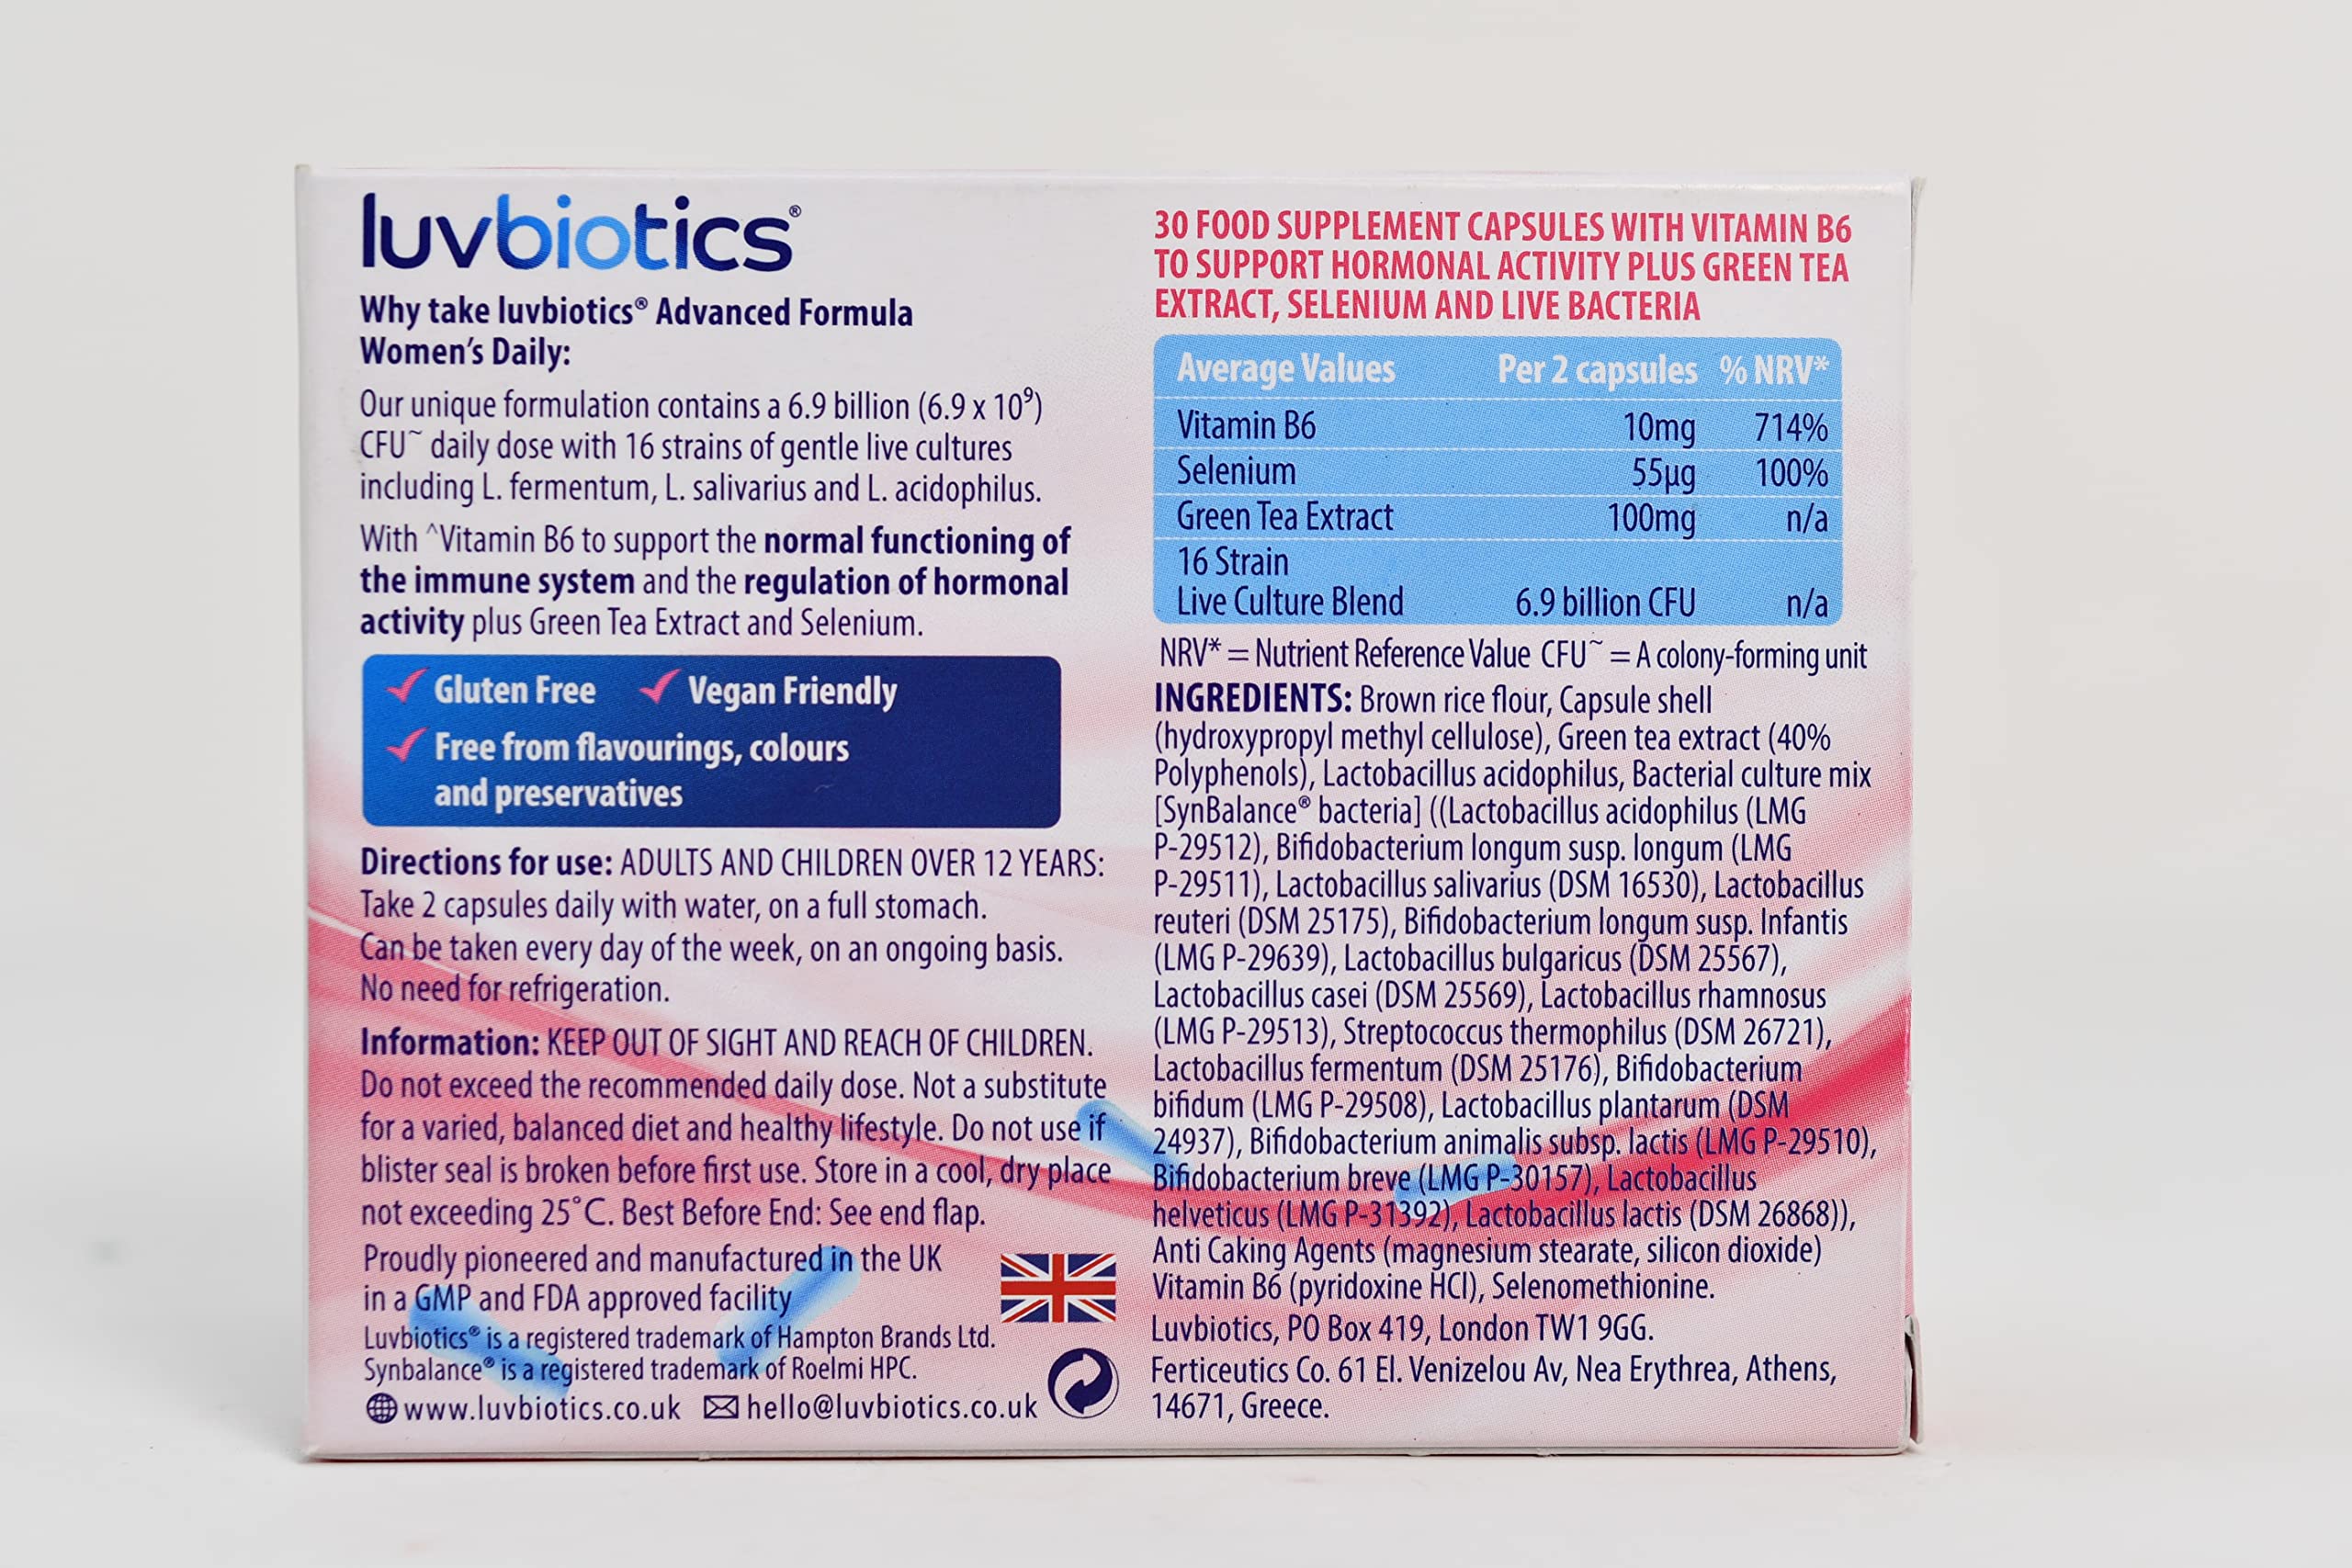 luvbiotics®
Why take luvbiotics® Advanced Formula
Women's Daily:
Our unique formulation contains a 6.9 billion (6.9 x 10⁹)
CFU~ daily dose with 16 strains of gentle live cultures
including L. fermentum, L. salivarius and L. acidophilus.
With ^Vitamin B6 to support the normal functioning of
the immune system and the regulation of hormonal
activity plus Green Tea Extract and Selenium.
✓ Gluten Free ✓ Vegan Friendly
✓ Free from flavourings, colours
and preservatives
Directions for use: ADULTS AND CHILDREN OVER 12 YEARS:
Take 2 capsules daily with water, on a full stomach.
Can be taken every day of the week, on an ongoing basis.
No need for refrigeration.
Information: KEEP OUT OF SIGHT AND REACH OF CHILDREN.
Do not exceed the recommended daily dose. Not a substitute
for a varied, balanced diet and healthy lifestyle. Do not use if
blister seal is broken before first use. Store in a cool, dry place
not exceeding 25°C. Best Before End: See end flap.
Proudly pioneered and manufactured in the UK
in a GMP and FDA approved facility
Luvbiotics® is a registered trademark of Hampton Brands Ltd.
Synbalance® is a registered trademark of Roelmi HPC.
www.luvbiotics.co.uk hello@luvbiotics.co.uk
30 FOOD SUPPLEMENT CAPSULES WITH VITAMIN B6
TO SUPPORT HORMONAL ACTIVITY PLUS GREEN TEA
EXTRACT, SELENIUM AND LIVE BACTERIA
Average Values Per 2 capsules % NRV*
Vitamin B6 10mg 714%
Selenium 55µg 100%
Green Tea Extract 100mg n/a
16 Strain
Live Culture Blend 6.9 billion CFU n/a
NRV* = Nutrient Reference Value CFU~ = A colony-forming unit
INGREDIENTS: Brown rice flour, Capsule shell
(hydroxypropyl methyl cellulose), Green tea extract (40%
Polyphenols), Lactobacillus acidophilus, Bacterial culture mix
[SynBalance® bacteria] ((Lactobacillus acidophilus (LMG
P-29512), Bifidobacterium longum susp. longum (LMG
P-29511), Lactobacillus salivarius (DSM 16530), Lactobacillus
reuteri (DSM 25175), Bifidobacterium longum susp. Infantis
(LMG P-29639), Lactobacillus bulgaricus (DSM 25567),
Lactobacillus casei (DSM 25569), Lactobacillus rhamnosus
(LMG P-29513), Streptococcus thermophilus (DSM 26721),
Lactobacillus fermentum (DSM 25176), Bifidobacterium
bifidum (LMG P-29508), Lactobacillus plantarum (DSM
24937), Bifidobacterium animalis subsp. lactis (LMG P-29510),
Bifidobacterium breve (LMG P-30157), Lactobacillus
helveticus (LMG P-31392), Lactobacillus lactis (DSM 26868)),
Anti Caking Agents (magnesium stearate, silicon dioxide)
Vitamin B6 (pyridoxine HCl), Selenomethionine.
Luvbiotics, PO Box 419, London TW1 9GG.
Ferticeutics Co. 61 El. Venizelou Av, Nea Erythrea, Athens,
14671, Greece.